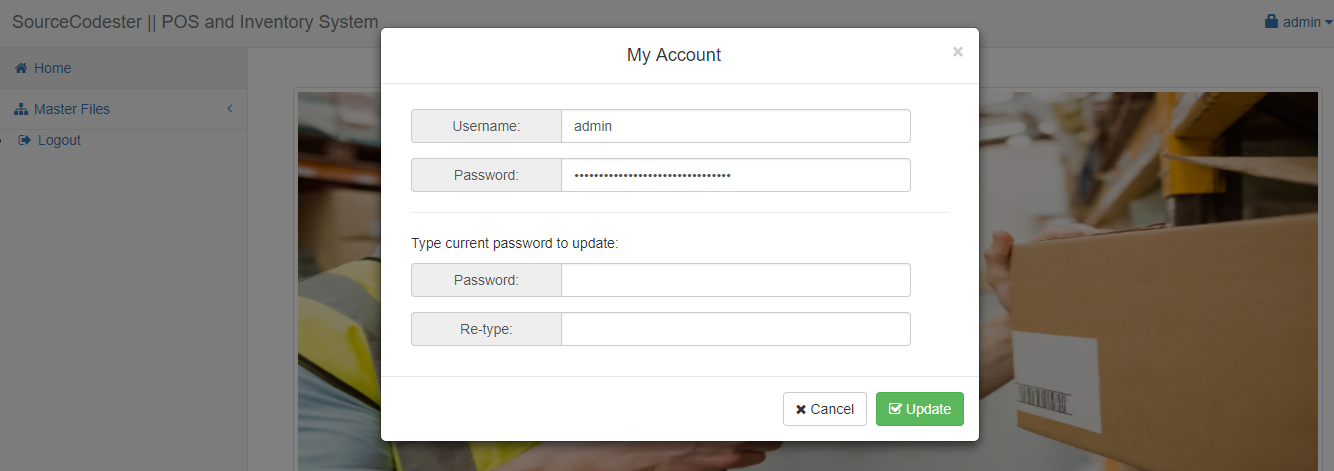 SourceCodester || POS and Inventory System
admin
My Account
×
Home
Master Files
Logout
Username: admin
Password: ••••••••••••••••••••••••••••••••
Type current password to update:
Password:
Re-type:
Cancel Update